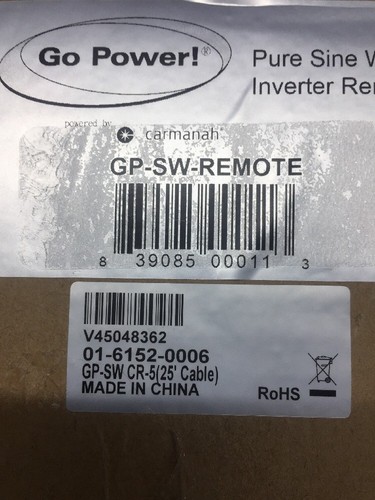 Go Power!®
Pure Sine W
Inverter Re
powered by carmanah
GP-SW-REMOTE
8 39085 00011 3
V45048362
01-6152-0006
GP-SW CR-5(25' Cable)
MADE IN CHINA
RoHS